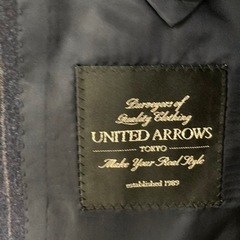 Purveyors of
Quality Clothing
UNITED ARROWS
TOKYO
Make Your Real Style
established 1989